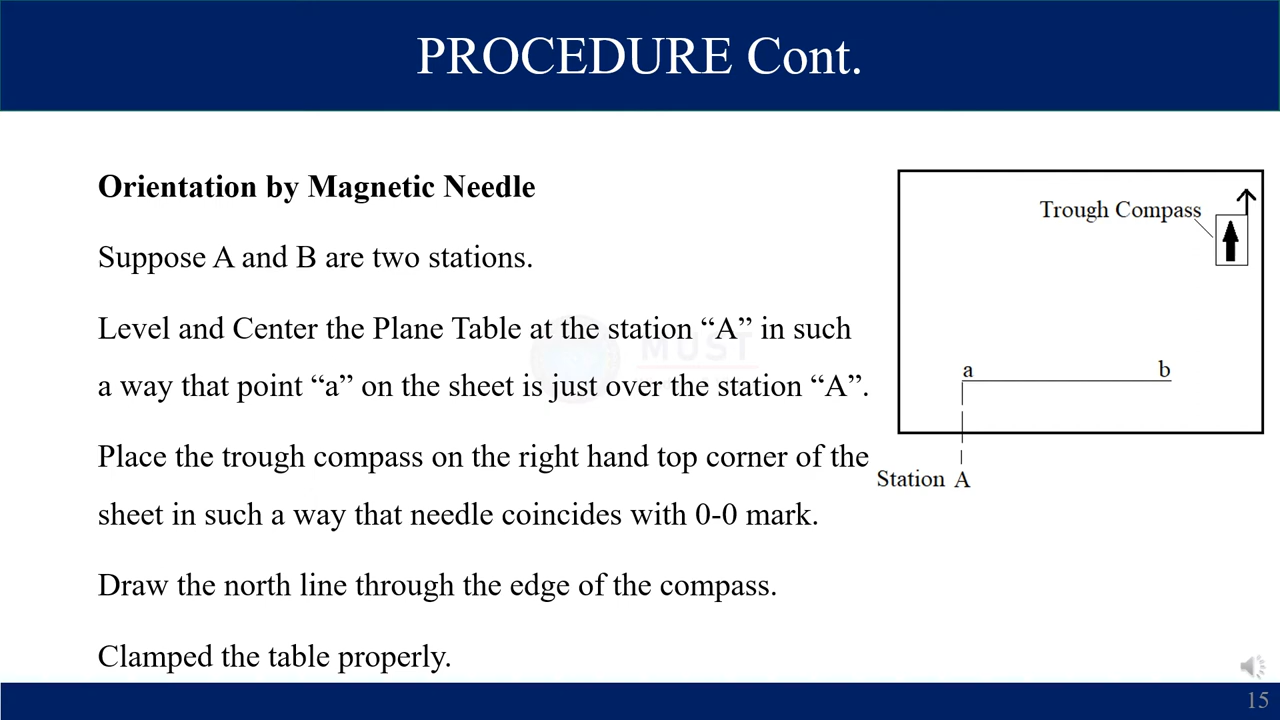 PROCEDURE Cont.
Orientation by Magnetic Needle
Suppose A and B are two stations.
Level and Center the Plane Table at the station “A” in such
a way that point “a” on the sheet is just over the station “A”.
Place the trough compass on the right hand top corner of the
sheet in such a way that needle coincides with 0-0 mark.
Draw the north line through the edge of the compass.
Clamped the table properly.
Trough Compass
a
b
Station A
MUST
15